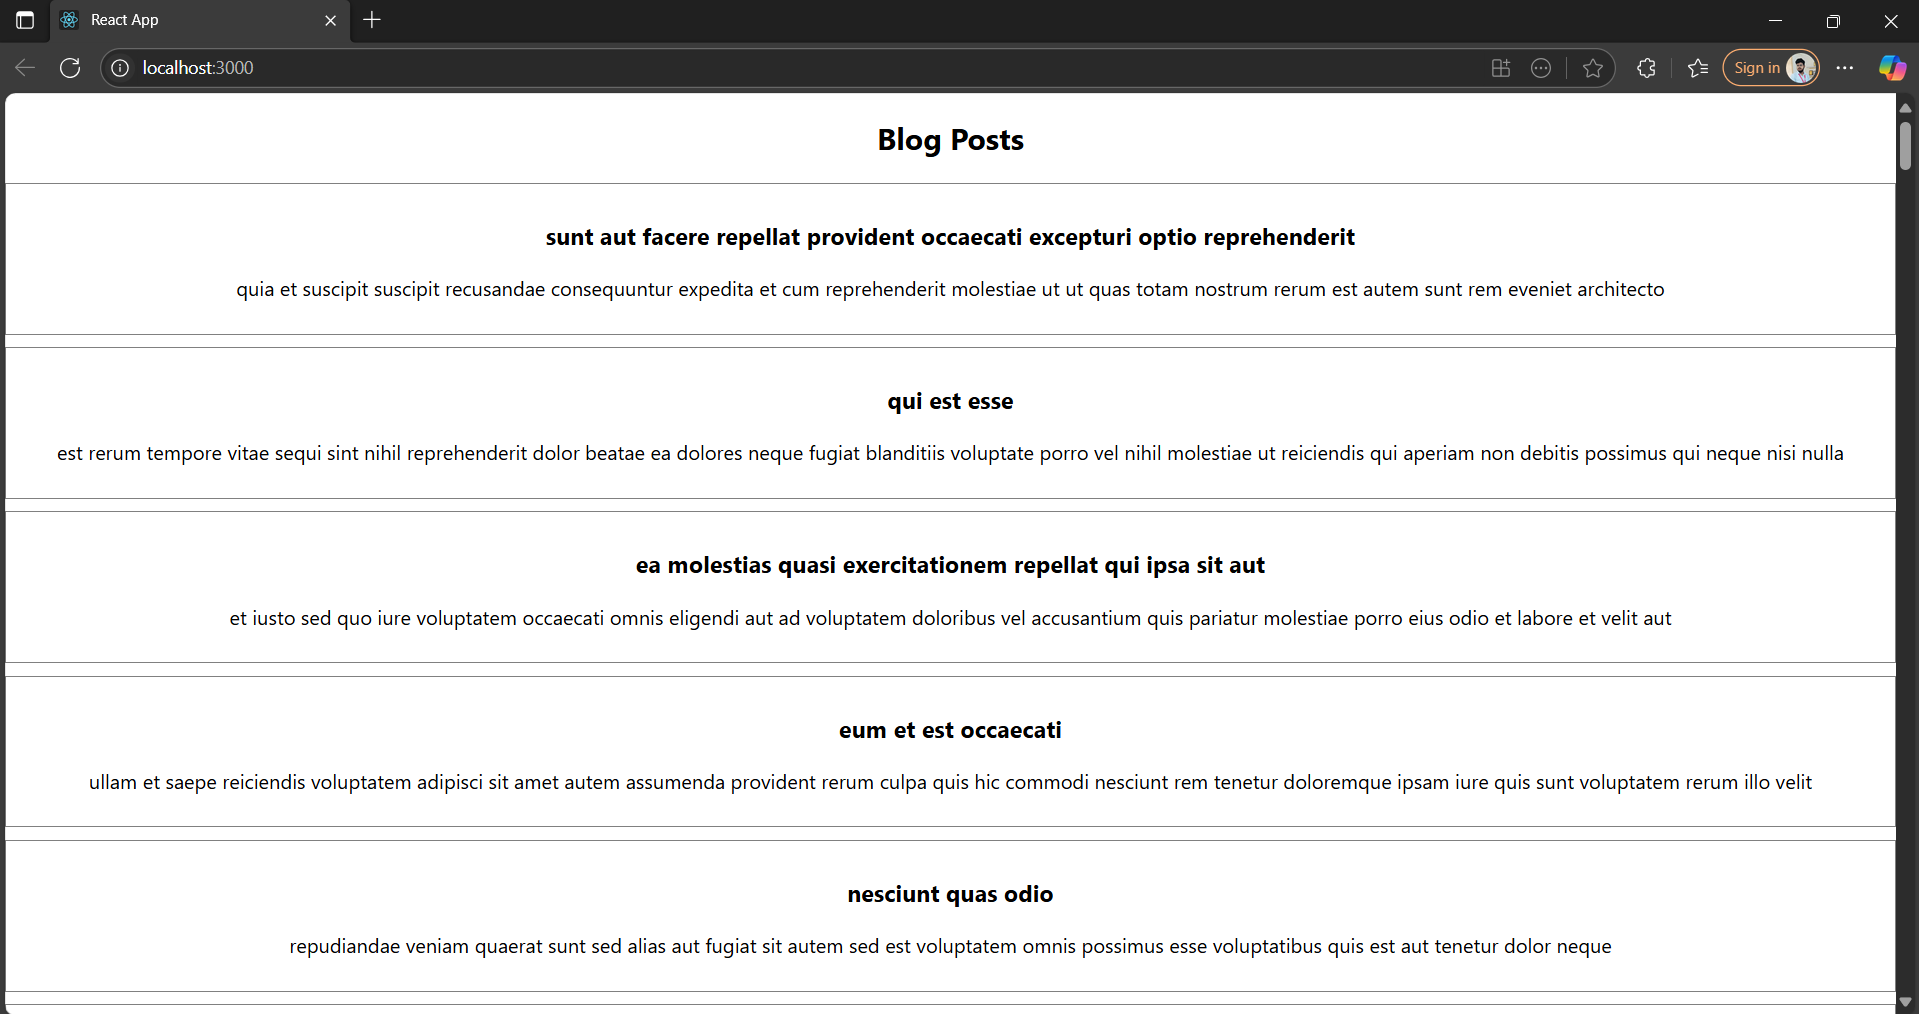 React App
localhost:3000
Sign in
Blog Posts
sunt aut facere repellat provident occaecati excepturi optio reprehenderit
quia et suscipit suscipit recusandae consequuntur expedita et cum reprehenderit molestiae ut ut quas totam nostrum rerum est autem sunt rem eveniet architecto
qui est esse
est rerum tempore vitae sequi sint nihil reprehenderit dolor beatae ea dolores neque fugiat blanditiis voluptate porro vel nihil molestiae ut reiciendis qui aperiam non debitis possimus qui neque nisi nulla
ea molestias quasi exercitationem repellat qui ipsa sit aut
et iusto sed quo iure voluptatem occaecati omnis eligendi aut ad voluptatem doloribus vel accusantium quis pariatur molestiae porro eius odio et labore et velit aut
eum et est occaecati
ullam et saepe reiciendis voluptatem adipisci sit amet autem assumenda provident rerum culpa quis hic commodi nesciunt rem tenetur doloremque ipsam iure quis sunt voluptatem rerum illo velit
nesciunt quas odio
repudiandae veniam quaerat sunt sed alias aut fugiat sit autem sed est voluptatem omnis possimus esse voluptatibus quis est aut tenetur dolor neque